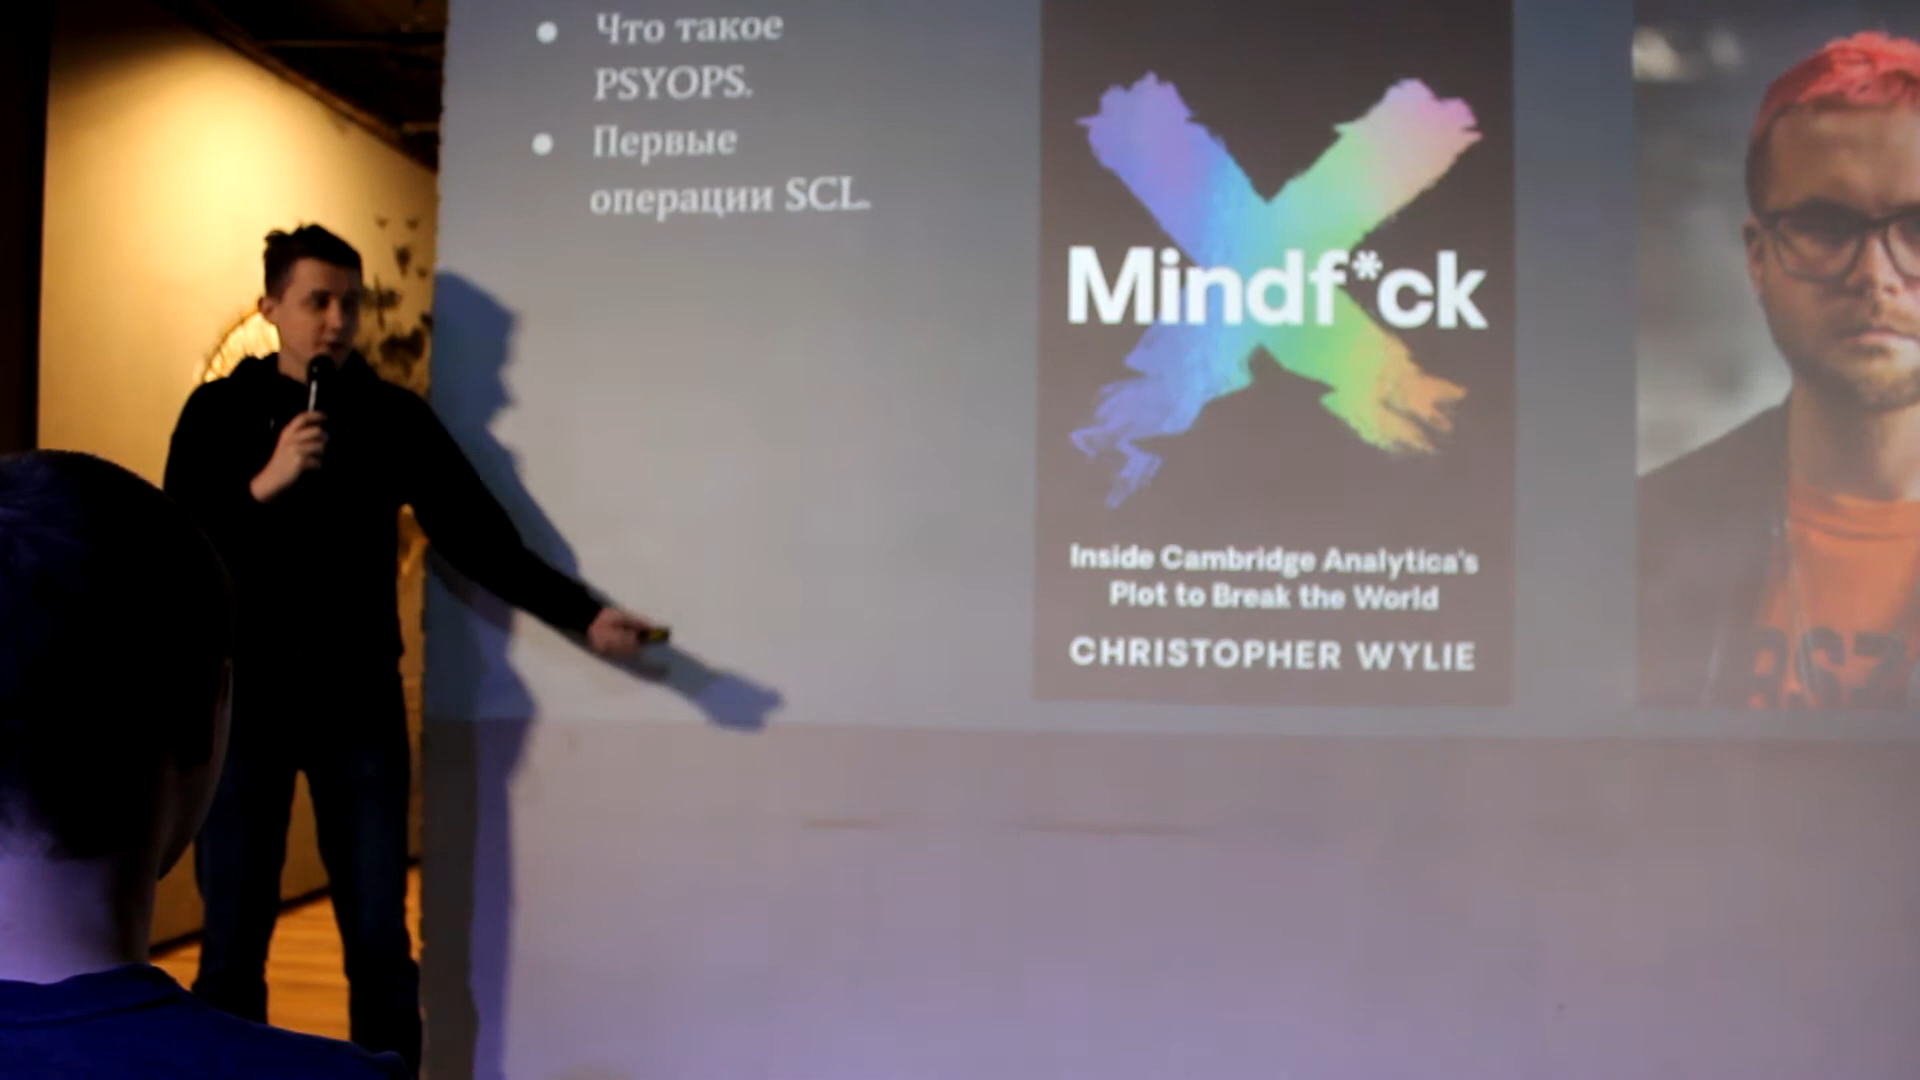 • Что такое
PSYOPS.
• Первые
операции SCL.
Mindf*ck
Inside Cambridge Analytica's
Plot to Break the World
CHRISTOPHER WYLIE